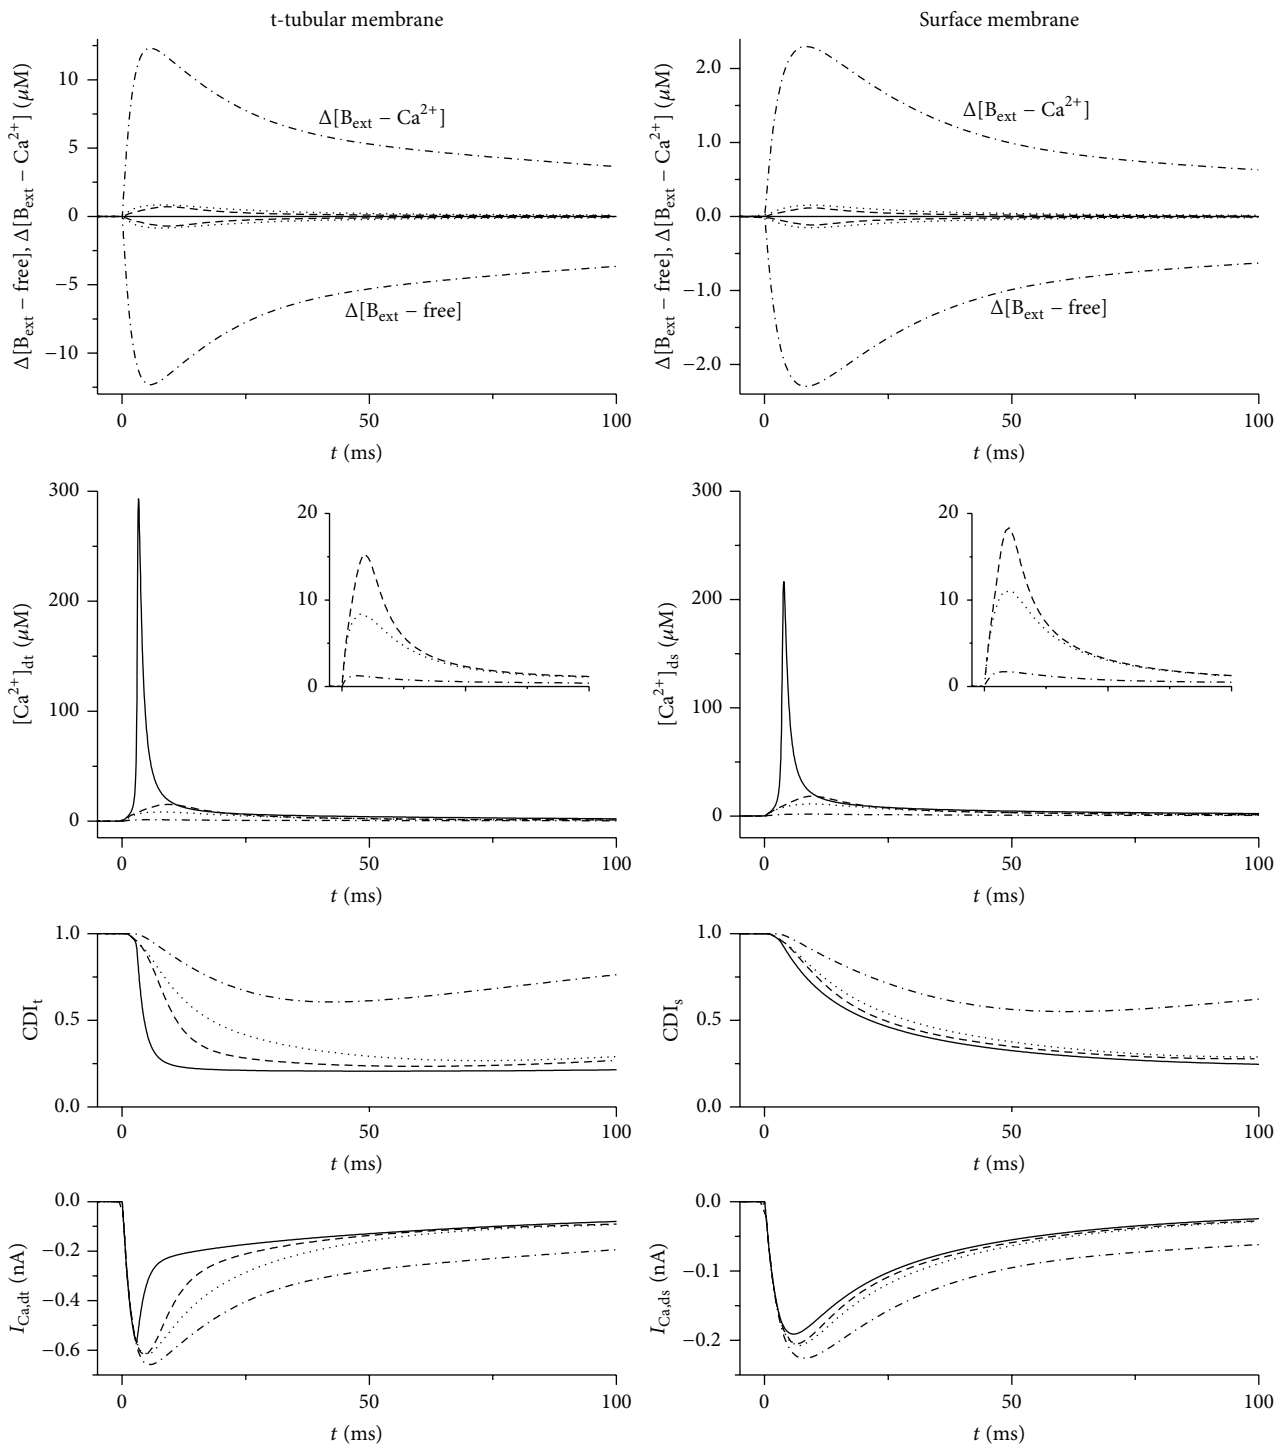 t-tubular membrane
Surface membrane
Δ[B_ext − free], Δ[B_ext − Ca²⁺] (μM)
10
5
0
−5
−10
Δ[B_ext − Ca²⁺]
Δ[B_ext − free]
0 50 100
t (ms)
Δ[B_ext − free], Δ[B_ext − Ca²⁺] (μM)
2.0
1.0
0.0
−1.0
−2.0
Δ[B_ext − Ca²⁺]
Δ[B_ext − free]
0 50 100
t (ms)
[Ca²⁺]_dt (μM)
300
200
100
0
20
10
0
0 50 100
t (ms)
[Ca²⁺]_ds (μM)
300
200
100
0
20
10
0
0 50 100
t (ms)
CDI_t
1.0
0.5
0.0
0 50 100
t (ms)
CDI_s
1.0
0.5
0.0
0 50 100
t (ms)
I_Ca,dt (nA)
0.0
−0.2
−0.4
−0.6
0 50 100
t (ms)
I_Ca,ds (nA)
0.0
−0.1
−0.2
0 50 100
t (ms)